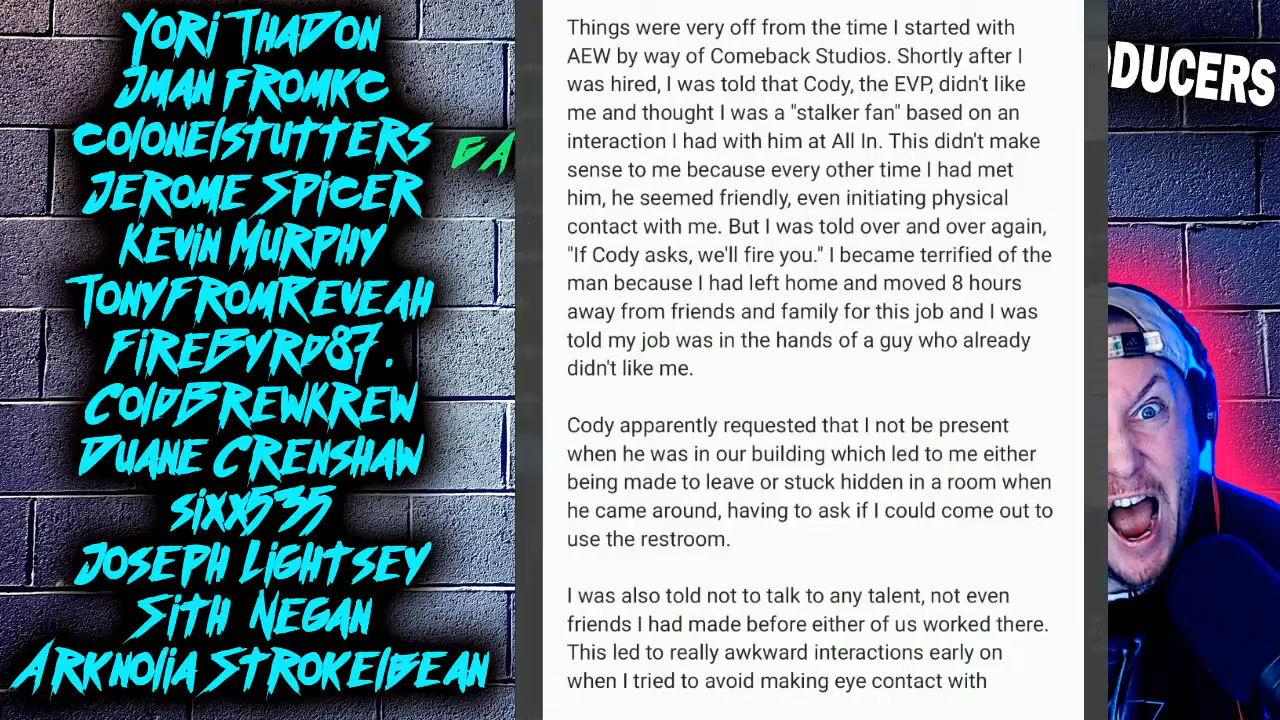 Yori Thadon
Jman FromKC
Colonelstutters
Jerome Spicer
Kevin Murphy
TonyFromReveah
FireByrd87 .
ColdBrewKrew
Duane Crenshaw
sixx535
Joseph Lightsey
Sith Negan
Arknolia Strokelbean
GA
Things were very off from the time I started with
AEW by way of Comeback Studios. Shortly after I
was hired, I was told that Cody, the EVP, didn't like
me and thought I was a "stalker fan" based on an
interaction I had with him at All In. This didn't make
sense to me because every other time I had met
him, he seemed friendly, even initiating physical
contact with me. But I was told over and over again,
"If Cody asks, we'll fire you." I became terrified of the
man because I had left home and moved 8 hours
away from friends and family for this job and I was
told my job was in the hands of a guy who already
didn't like me.
Cody apparently requested that I not be present
when he was in our building which led to me either
being made to leave or stuck hidden in a room when
he came around, having to ask if I could come out to
use the restroom.
I was also told not to talk to any talent, not even
friends I had made before either of us worked there.
This led to really awkward interactions early on
when I tried to avoid making eye contact with
DUCERS